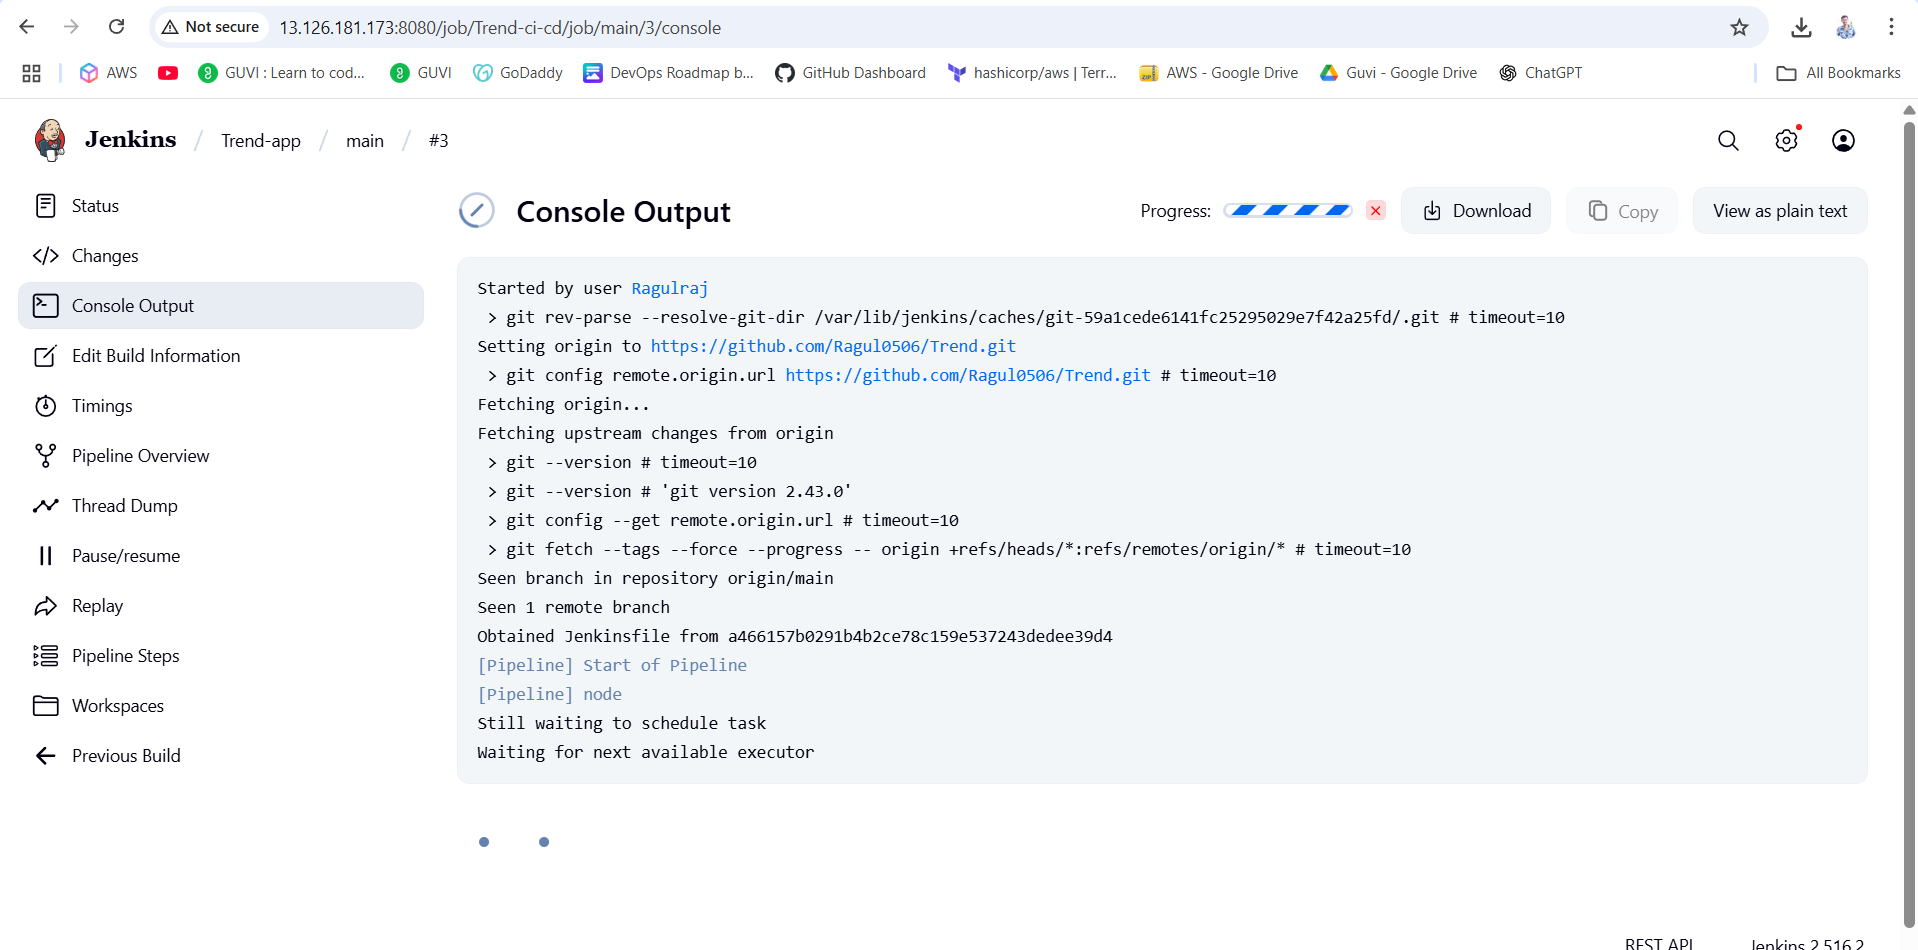 Not secure 13.126.181.173:8080/job/Trend-ci-cd/job/main/3/console
AWS GUVI : Learn to cod... GUVI GoDaddy DevOps Roadmap b... GitHub Dashboard hashicorp/aws | Terr... AWS - Google Drive Guvi - Google Drive ChatGPT All Bookmarks
Jenkins / Trend-app / main / #3
Status
Changes
Console Output
Edit Build Information
Timings
Pipeline Overview
Thread Dump
Pause/resume
Replay
Pipeline Steps
Workspaces
Previous Build
Console Output
Progress:
Download
Copy
View as plain text
Started by user Ragulraj
> git rev-parse --resolve-git-dir /var/lib/jenkins/caches/git-59a1cede6141fc25295029e7f42a25fd/.git # timeout=10
Setting origin to https://github.com/Ragul0506/Trend.git
> git config remote.origin.url https://github.com/Ragul0506/Trend.git # timeout=10
Fetching origin...
Fetching upstream changes from origin
> git --version # timeout=10
> git --version # 'git version 2.43.0'
> git config --get remote.origin.url # timeout=10
> git fetch --tags --force --progress -- origin +refs/heads/*:refs/remotes/origin/* # timeout=10
Seen branch in repository origin/main
Seen 1 remote branch
Obtained Jenkinsfile from a466157b0291b4b2ce78c159e537243dedee39d4
[Pipeline] Start of Pipeline
[Pipeline] node
Still waiting to schedule task
Waiting for next available executor
REST API Jenkins 2.516.2